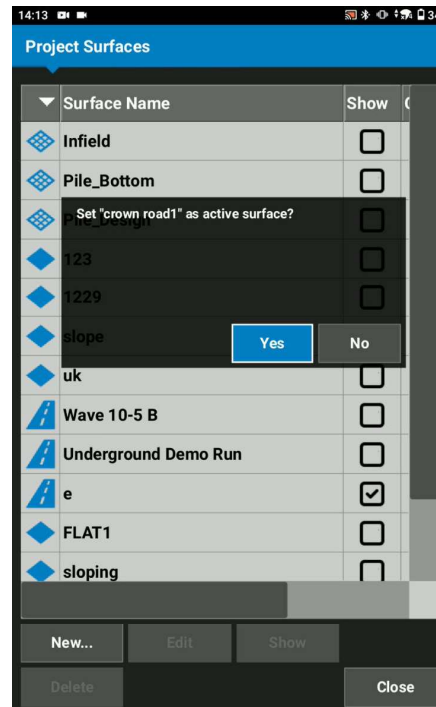 14:13
Project Surfaces
Surface Name Show
Infield
Pile_Bottom
Pile_Design
Set "crown road1" as active surface?
123
1229
slope
Yes No
uk
Wave 10-5 B
Underground Demo Run
e
FLAT1
sloping
New... Edit Show
Delete Close